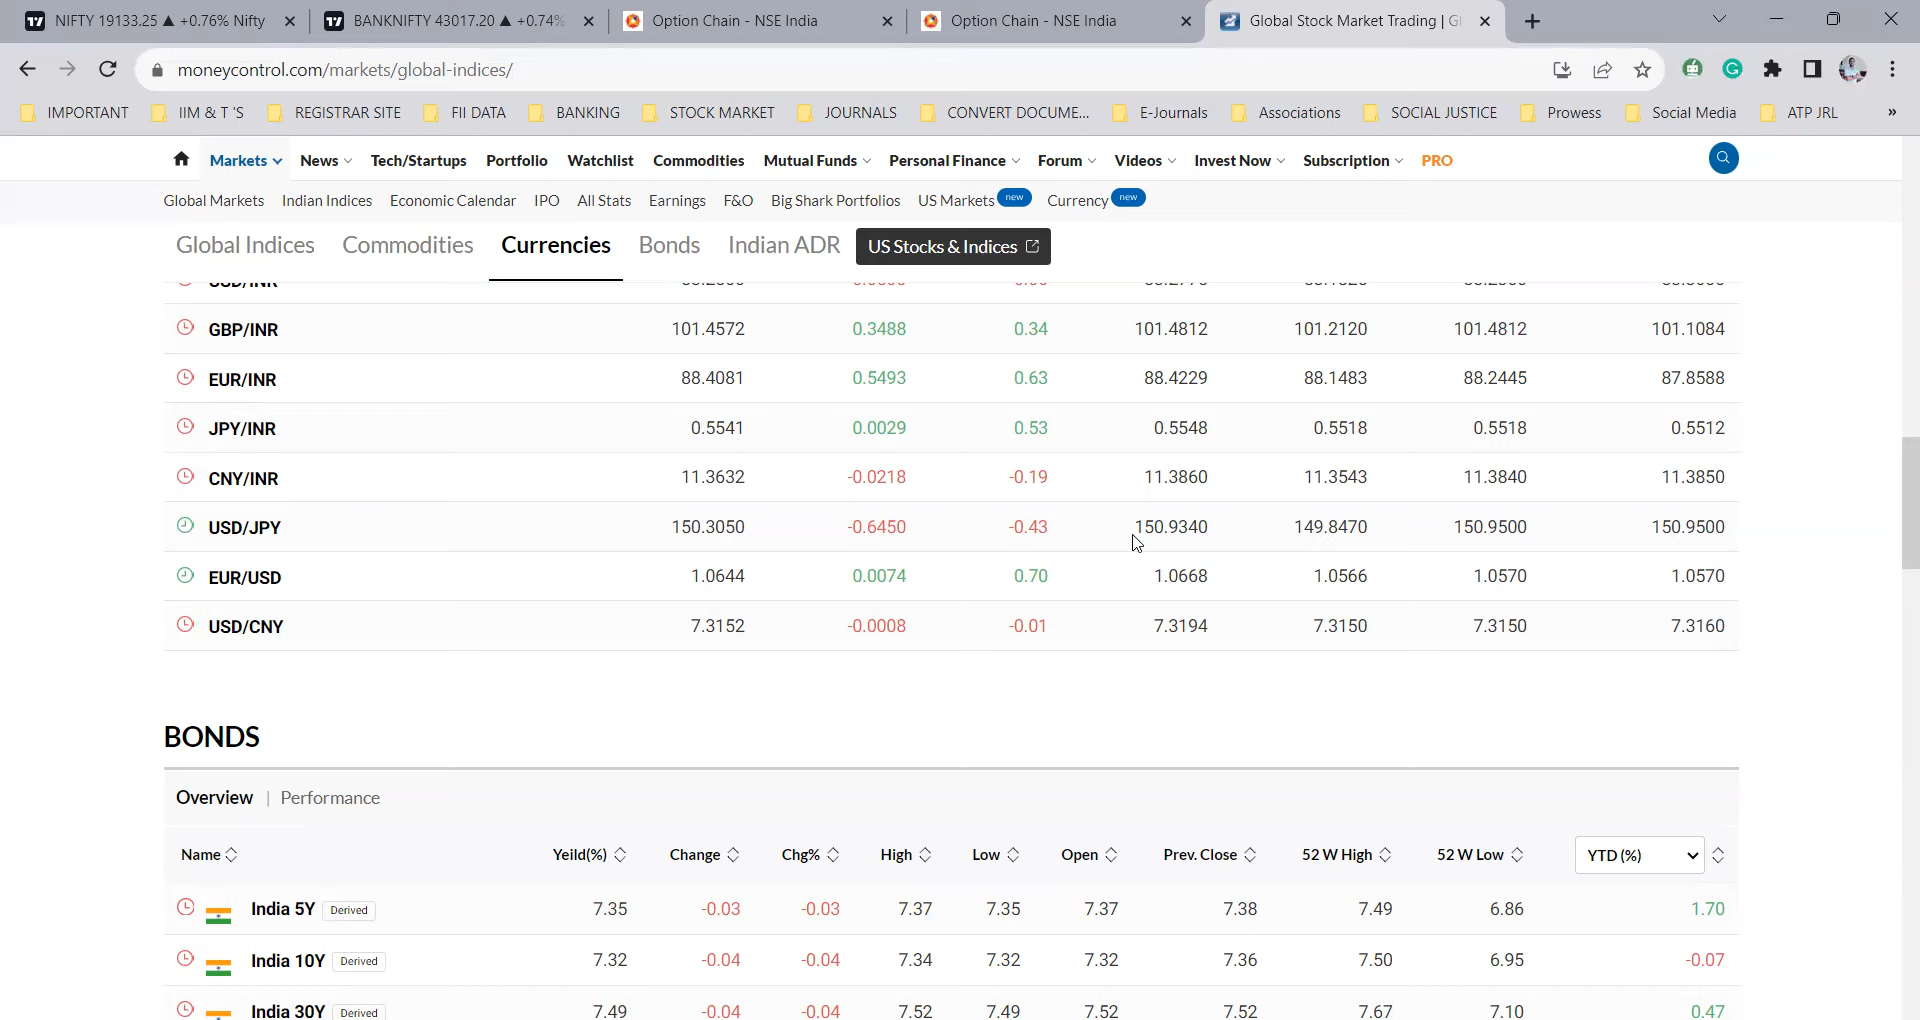 NIFTY 19133.25 ▲ +0.76% Nifty
BANKNIFTY 43017.20 ▲ +0.74%
Option Chain - NSE India
Option Chain - NSE India
Global Stock Market Trading | Gl
moneycontrol.com/markets/global-indices/
IMPORTANT IIM & T 'S REGISTRAR SITE FII DATA BANKING STOCK MARKET JOURNALS CONVERT DOCUME... E-Journals Associations SOCIAL JUSTICE Prowess Social Media ATP JRL »
Markets News Tech/Startups Portfolio Watchlist Commodities Mutual Funds Personal Finance Forum Videos Invest Now Subscription PRO
Global Markets Indian Indices Economic Calendar IPO All Stats Earnings F&O Big Shark Portfolios US Markets new Currency new
Global Indices Commodities Currencies Bonds Indian ADR US Stocks & Indices
USD/INR
GBP/INR 101.4572 0.3488 0.34 101.4812 101.2120 101.4812 101.1084
EUR/INR 88.4081 0.5493 0.63 88.4229 88.1483 88.2445 87.8588
JPY/INR 0.5541 0.0029 0.53 0.5548 0.5518 0.5518 0.5512
CNY/INR 11.3632 -0.0218 -0.19 11.3860 11.3543 11.3840 11.3850
USD/JPY 150.3050 -0.6450 -0.43 150.9340 149.8470 150.9500 150.9500
EUR/USD 1.0644 0.0074 0.70 1.0668 1.0566 1.0570 1.0570
USD/CNY 7.3152 -0.0008 -0.01 7.3194 7.3150 7.3150 7.3160
BONDS
Overview | Performance
Name Yeild(%) Change Chg% High Low Open Prev. Close 52 W High 52 W Low YTD (%)
India 5Y Derived 7.35 -0.03 -0.03 7.37 7.35 7.37 7.38 7.49 6.86 1.70
India 10Y Derived 7.32 -0.04 -0.04 7.34 7.32 7.32 7.36 7.50 6.95 -0.07
India 30Y Derived 7.49 -0.04 -0.04 7.52 7.49 7.52 7.52 7.67 7.10 0.47